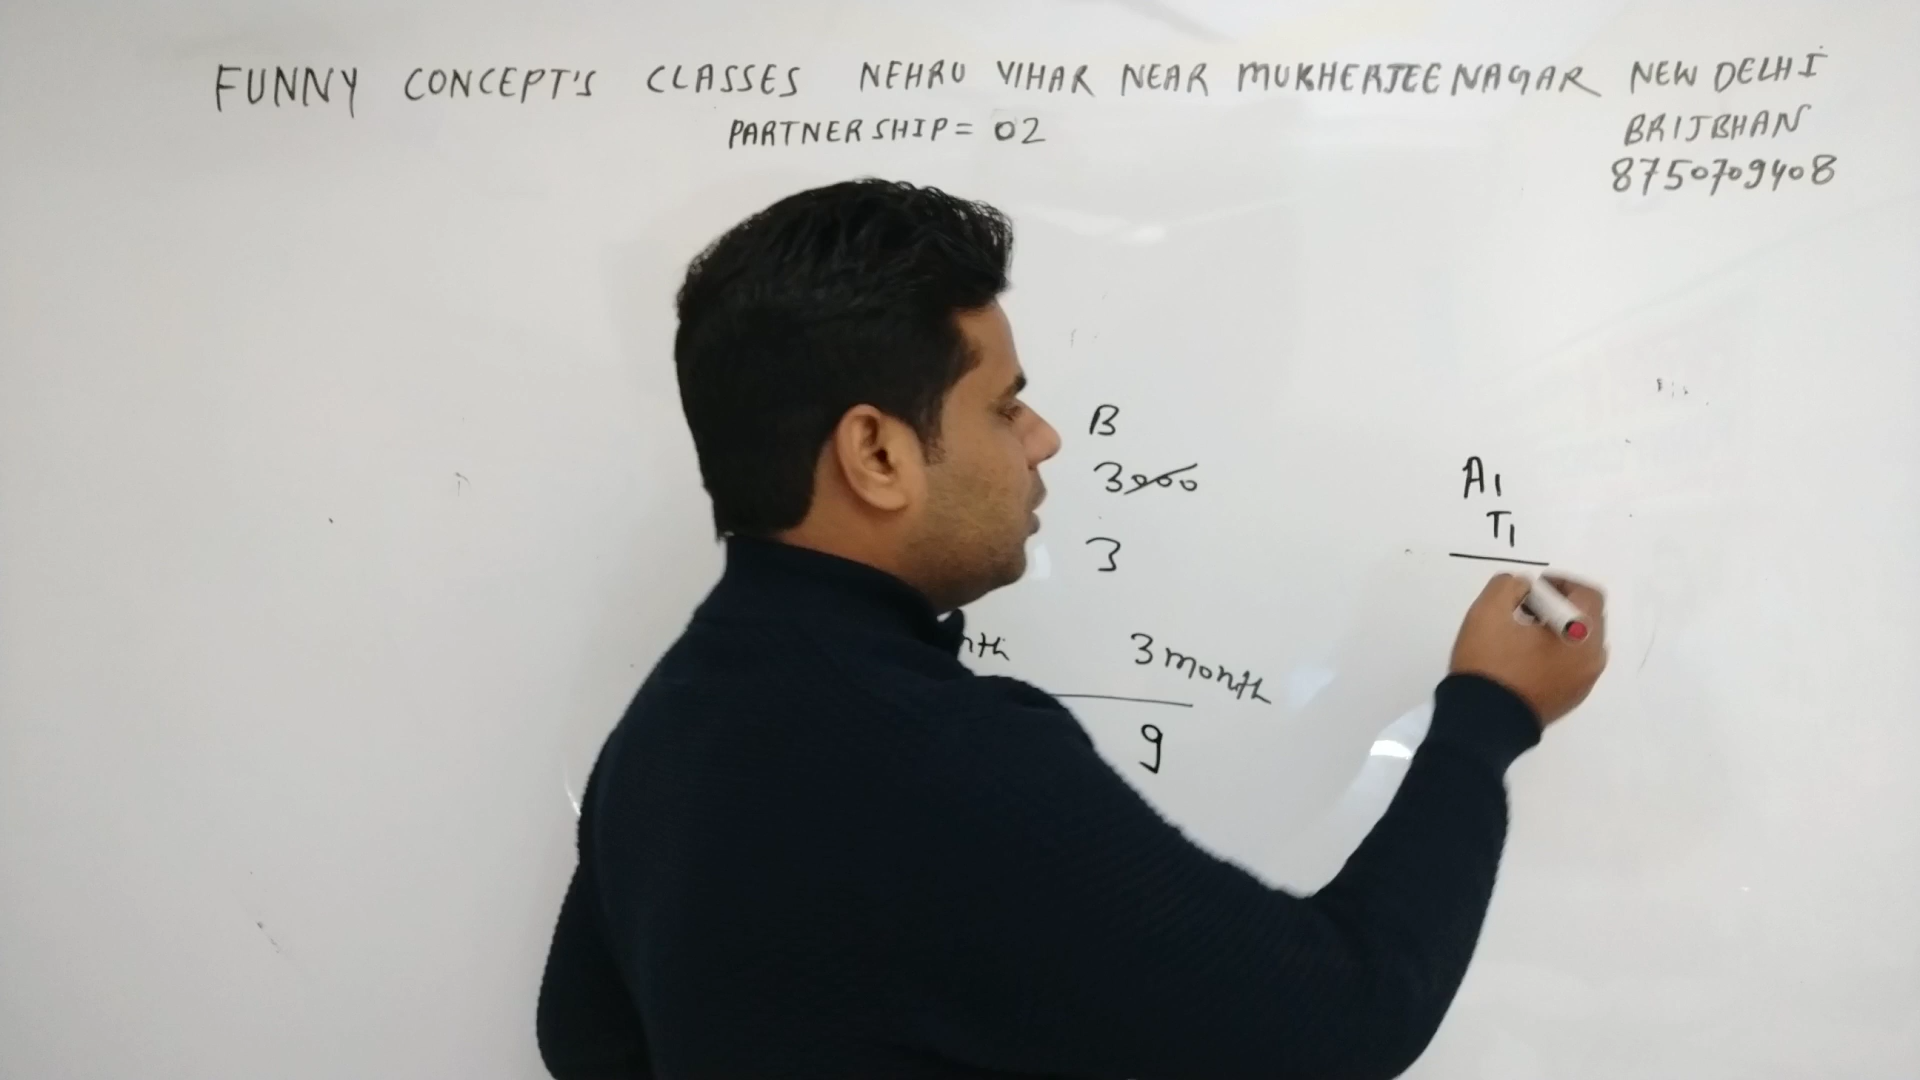 FUNNY CONCEPT'S CLASSES NEHRU VIHAR NEAR MUKHERJEE NAGAR NEW DELHI
PARTNERSHIP = 02
BRIJBHAN
8750709408
B
3000
3
3 month
9
A1
T1